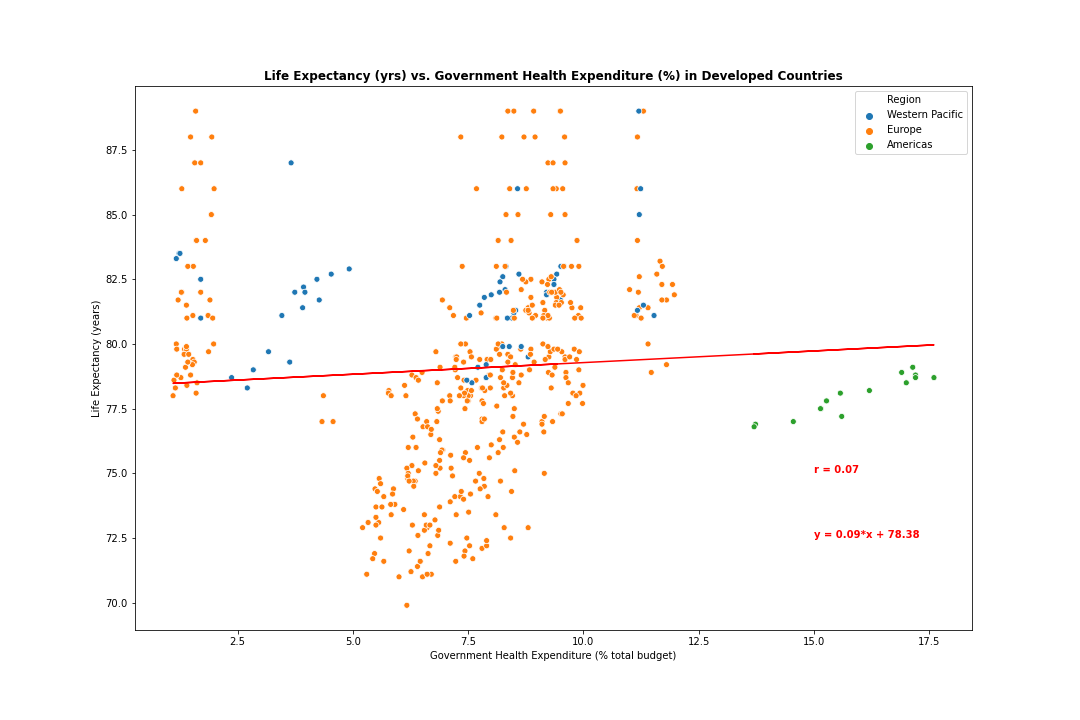 Life Expectancy (yrs) vs. Government Health Expenditure (%) in Developed Countries
Region
Western Pacific
Europe
Americas
87.5
85.0
82.5
80.0
77.5
75.0
72.5
70.0
Life Expectancy (years)
r = 0.07
y = 0.09*x + 78.38
2.5 5.0 7.5 10.0 12.5 15.0 17.5
Government Health Expenditure (% total budget)